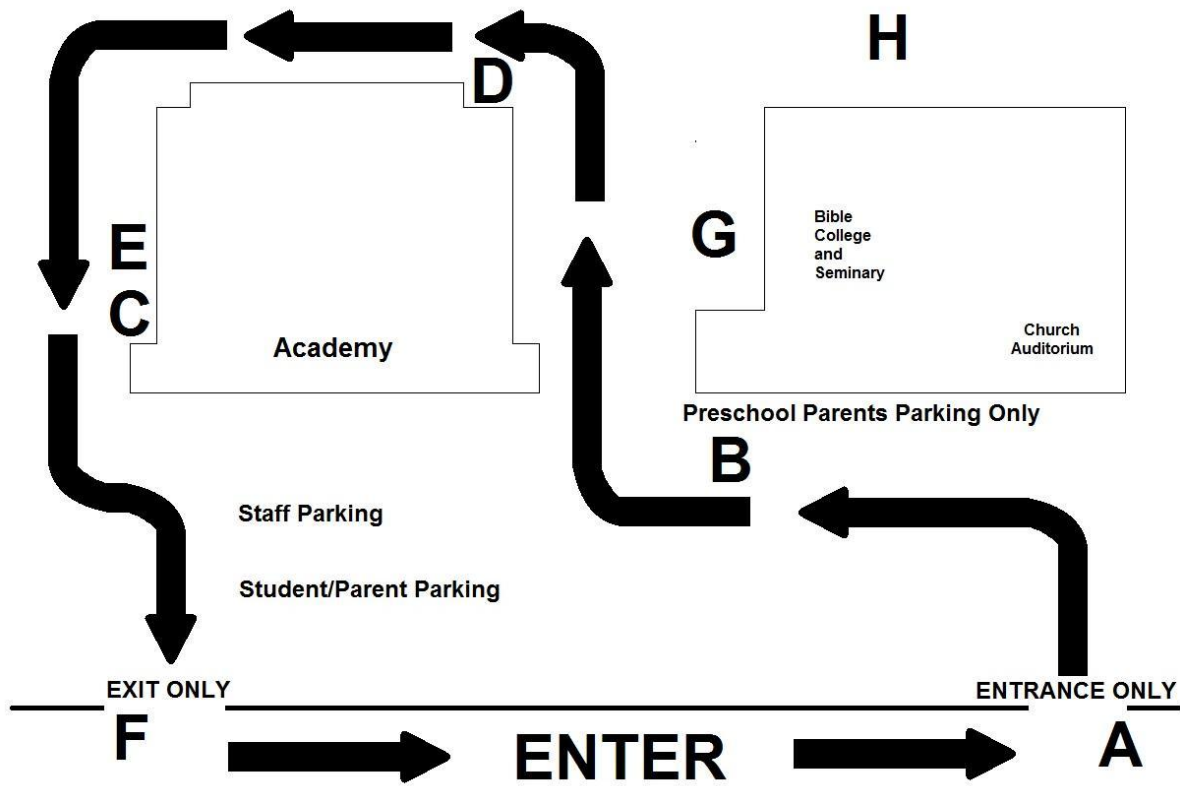 H
D
G
Bible
College
and
Seminary
E
C
Academy
Church
Auditorium
Preschool Parents Parking Only
B
Staff Parking
Student/Parent Parking
EXIT ONLY
ENTRANCE ONLY
F
ENTER
A